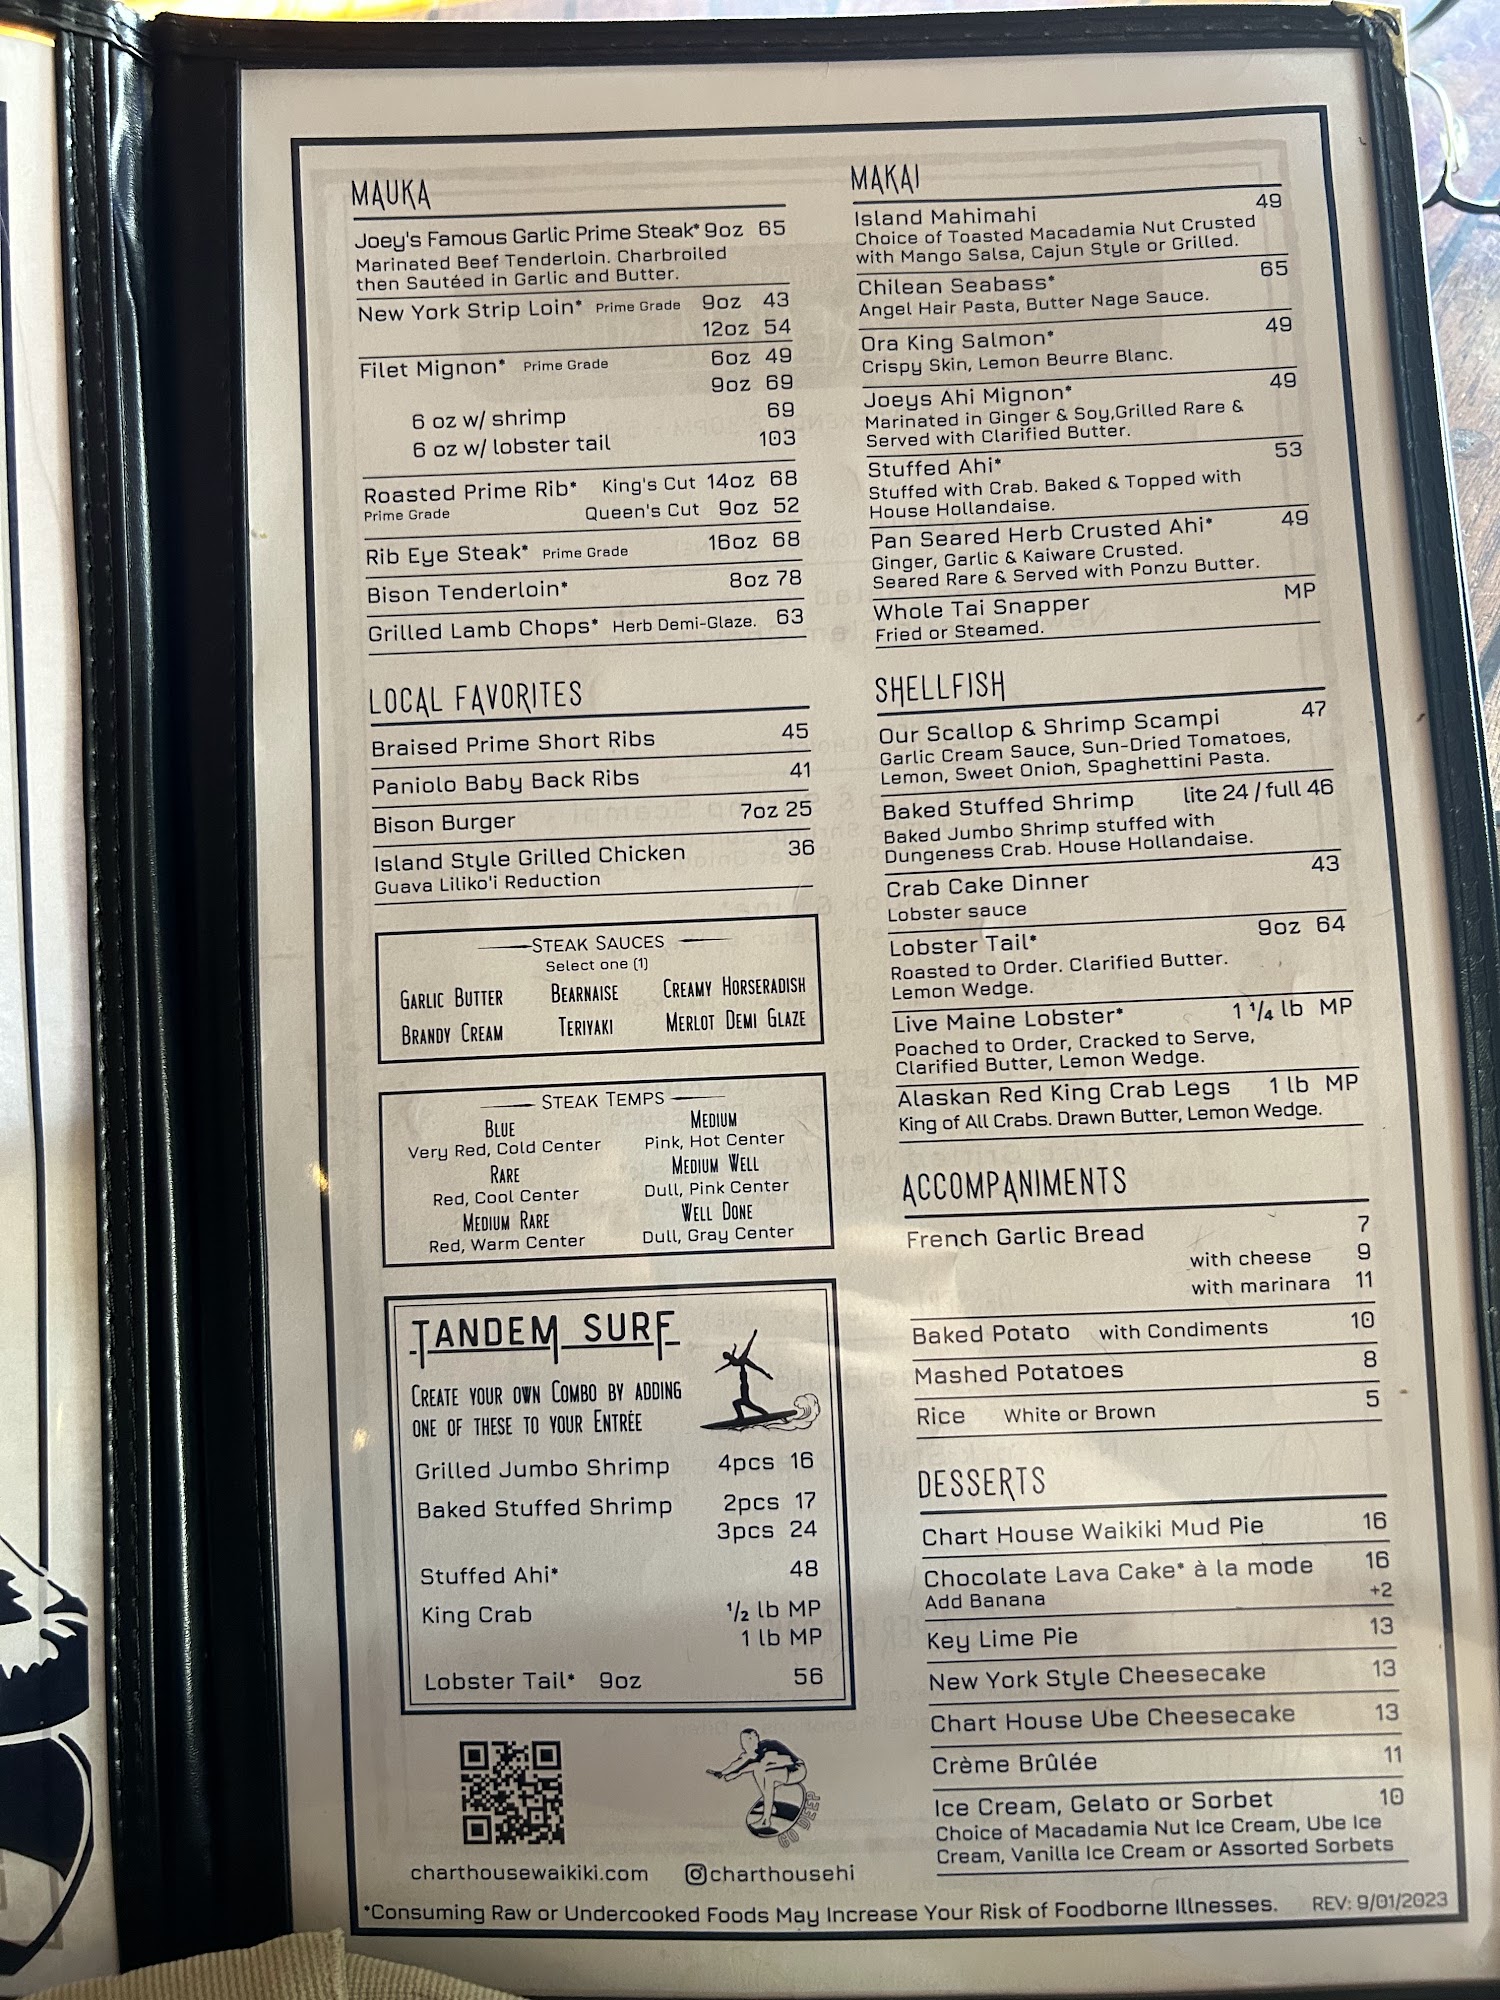 MAUKA
Joey's Famous Garlic Prime Steak* 9oz 65
Marinated Beef Tenderloin. Charbroiled
then Sautéed in Garlic and Butter.
New York Strip Loin* Prime Grade 9oz 43
12oz 54
Filet Mignon* Prime Grade 6oz 49
9oz 69
6 oz w/ shrimp 69
6 oz w/ lobster tail 103
Roasted Prime Rib* King's Cut 14oz 68
Prime Grade Queen's Cut 9oz 52
Rib Eye Steak* Prime Grade 16oz 68
Bison Tenderloin* 8oz 78
Grilled Lamb Chops* Herb Demi-Glaze. 63
LOCAL FAVORITES
Braised Prime Short Ribs 45
Paniolo Baby Back Ribs 41
Bison Burger 7oz 25
Island Style Grilled Chicken 36
Guava Liliko'i Reduction
STEAK SAUCES
Select one (1)
GARLIC BUTTER BEARNAISE CREAMY HORSERADISH
BRANDY CREAM TERIYAKI MERLOT DEMI GLAZE
STEAK TEMPS
BLUE
Very Red, Cold Center
RARE
Red, Cool Center
MEDIUM RARE
Red, Warm Center
MEDIUM
Pink, Hot Center
MEDIUM WELL
Dull, Pink Center
WELL DONE
Dull, Gray Center
TANDEM SURF
CREATE YOUR OWN COMBO BY ADDING
ONE OF THESE TO YOUR ENTRÉE
Grilled Jumbo Shrimp 4pcs 16
Baked Stuffed Shrimp 2pcs 17
3pcs 24
Stuffed Ahi* 48
King Crab 1/2 lb MP
1 lb MP
Lobster Tail* 9oz 56
GO DEEP
charthousewaikiki.com charthousehi
MAKAI
Island Mahimahi 49
Choice of Toasted Macadamia Nut Crusted
with Mango Salsa, Cajun Style or Grilled.
Chilean Seabass* 65
Angel Hair Pasta, Butter Nage Sauce.
Ora King Salmon* 49
Crispy Skin, Lemon Beurre Blanc.
Joeys Ahi Mignon* 49
Marinated in Ginger & Soy,Grilled Rare &
Served with Clarified Butter.
Stuffed Ahi* 53
Stuffed with Crab. Baked & Topped with
House Hollandaise.
Pan Seared Herb Crusted Ahi* 49
Ginger, Garlic & Kaiware Crusted.
Seared Rare & Served with Ponzu Butter.
Whole Tai Snapper MP
Fried or Steamed.
SHELLFISH
Our Scallop & Shrimp Scampi 47
Garlic Cream Sauce, Sun-Dried Tomatoes,
Lemon, Sweet Onion, Spaghettini Pasta.
Baked Stuffed Shrimp lite 24 / full 46
Baked Jumbo Shrimp stuffed with
Dungeness Crab. House Hollandaise.
Crab Cake Dinner 43
Lobster sauce
Lobster Tail* 9oz 64
Roasted to Order. Clarified Butter.
Lemon Wedge.
Live Maine Lobster* 1 1/4 lb MP
Poached to Order, Cracked to Serve,
Clarified Butter, Lemon Wedge.
Alaskan Red King Crab Legs 1 lb MP
King of All Crabs. Drawn Butter, Lemon Wedge.
ACCOMPANIMENTS
French Garlic Bread 7
with cheese 9
with marinara 11
Baked Potato with Condiments 10
Mashed Potatoes 8
Rice White or Brown 5
DESSERTS
Chart House Waikiki Mud Pie 16
Chocolate Lava Cake* à la mode 16
Add Banana +2
Key Lime Pie 13
New York Style Cheesecake 13
Chart House Ube Cheesecake 13
Crème Brûlée 11
Ice Cream, Gelato or Sorbet 10
Choice of Macadamia Nut Ice Cream, Ube Ice
Cream, Vanilla Ice Cream or Assorted Sorbets
*Consuming Raw or Undercooked Foods May Increase Your Risk of Foodborne Illnesses. REV: 9/01/2023